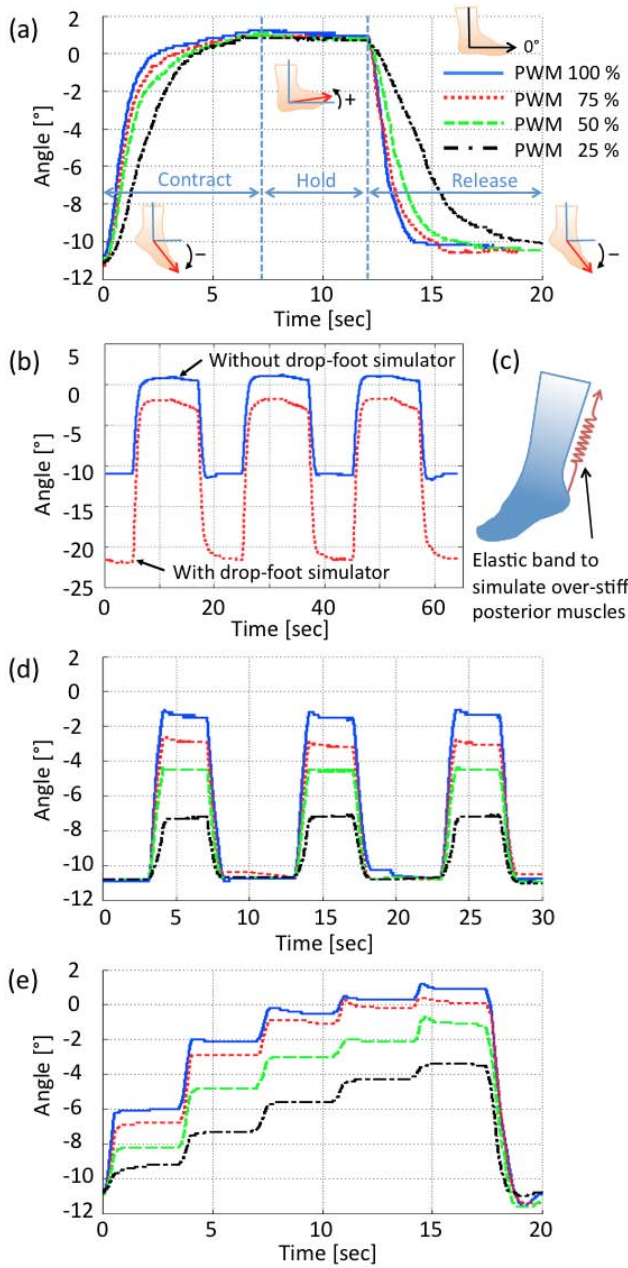 (a)
2
0
-2
-4
-6
-8
-10
-12
Angle [°]
0
5
10
15
20
Time [sec]
0°
PWM 100 %
PWM 75 %
PWM 50 %
PWM 25 %
+
Contract
Hold
Release
−
−
(b)
5
0
-5
-10
-15
-20
-25
Angle [°]
Without drop-foot simulator
With drop-foot simulator
0
20
40
60
Time [sec]
(c)
Elastic band to
simulate over-stiff
posterior muscles
(d)
2
0
-2
-4
-6
-8
-10
-12
Angle [°]
0
5
10
15
20
25
30
Time [sec]
(e)
2
0
-2
-4
-6
-8
-10
-12
Angle [°]
0
5
10
15
20
Time [sec]